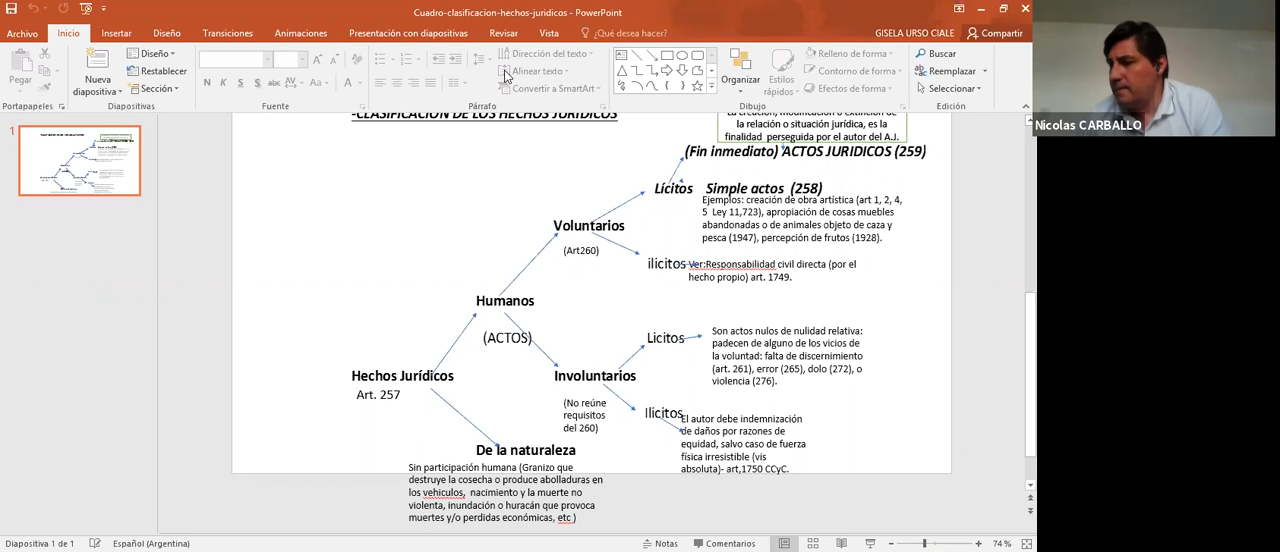 Cuadro-clasificacion-hechos-juridicos - PowerPoint
Archivo Inicio Insertar Diseño Transiciones Animaciones Presentación con diapositivas Revisar Vista ¿Qué desea hacer? GISELA URSO CIALE Compartir
Pegar
Nueva diapositiva
Diseño
Restablecer
Sección
N K S abc AV Aa A
Dirección del texto
Alinear texto
Convertir a SmartArt
Organizar
Estilos rápidos
Relleno de forma
Contorno de forma
Efectos de forma
Buscar
Reemplazar
Seleccionar
Portapapeles Diapositivas Fuente Párrafo Dibujo Edición
Nicolas CARBALLO
1
-CLASIFICACION DE LOS HECHOS JURIDICOS
La creación, modificación o extinción de
la relación o situación jurídica, es la
finalidad perseguida por el autor del A.J.
(Fin inmediato) ACTOS JURIDICOS (259)
Lícitos Simple actos (258)
Ejemplos: creación de obra artística (art 1, 2, 4,
5 Ley 11,723), apropiación de cosas muebles
abandonadas o de animales objeto de caza y
pesca (1947), percepción de frutos (1928).
Voluntarios
(Art260)
ilicitos Ver:Responsabilidad civil directa (por el
hecho propio) art. 1749.
Humanos
(ACTOS)
Licitos
Son actos nulos de nulidad relativa:
padecen de alguno de los vicios de
la voluntad: falta de discernimiento
(art. 261), error (265), dolo (272), o
violencia (276).
Hechos Jurídicos
Art. 257
Involuntarios
(No reúne
requisitos
del 260)
Ilicitos
El autor debe indemnización
de daños por razones de
equidad, salvo caso de fuerza
física irresistible (vis
absoluta)- art,1750 CCyC.
De la naturaleza
Sin participación humana (Granizo que
destruye la cosecha o produce abolladuras en
los vehiculos, nacimiento y la muerte no
violenta, inundación o huracán que provoca
muertes y/o perdidas económicas, etc )
Diapositiva 1 de 1 Español (Argentina) Notas Comentarios 74 %